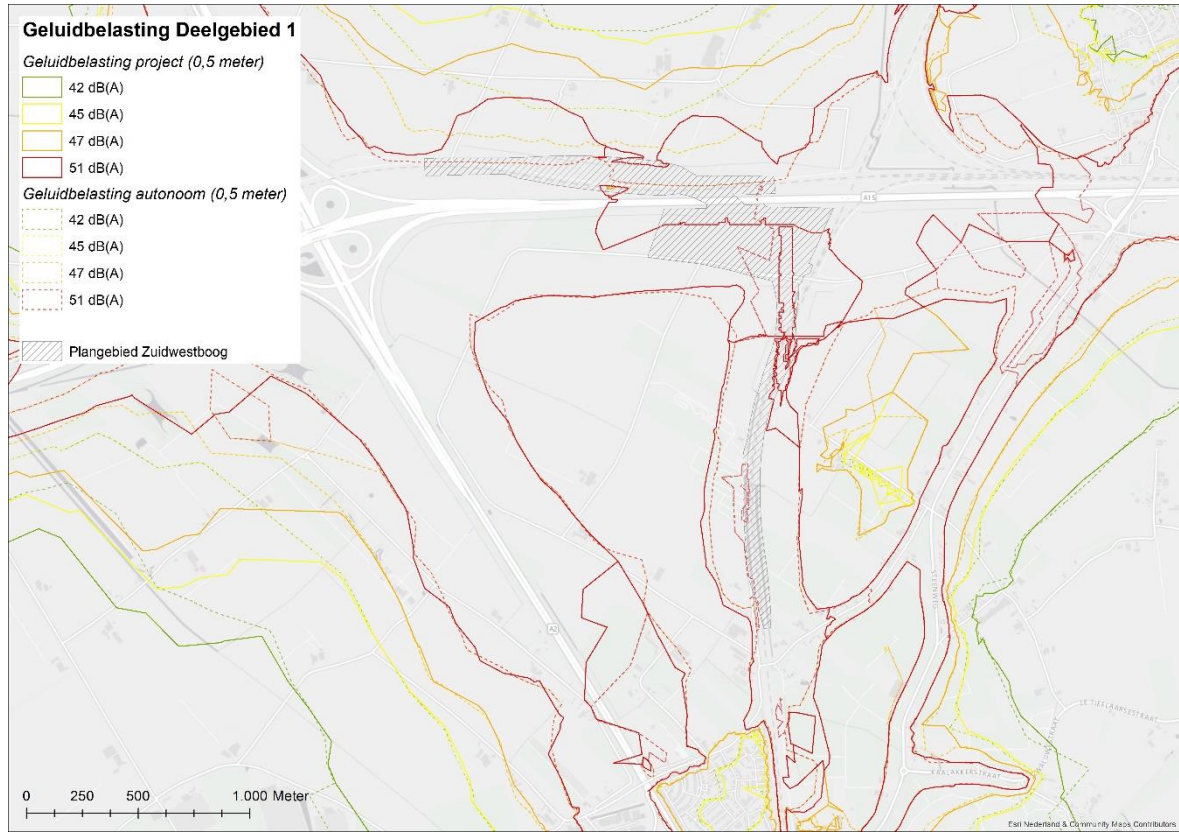 Geluidbelasting Deelgebied 1
Geluidbelasting project (0,5 meter)
42 dB(A)
45 dB(A)
47 dB(A)
51 dB(A)
Geluidbelasting autonoom (0,5 meter)
42 dB(A)
45 dB(A)
47 dB(A)
51 dB(A)
Plangebied Zuidwestboog
A15
A2
STEENWEG
KAALAKKERSTRAAT
0 250 500 1.000 Meter
Esri Nederland & Community Maps Contributors